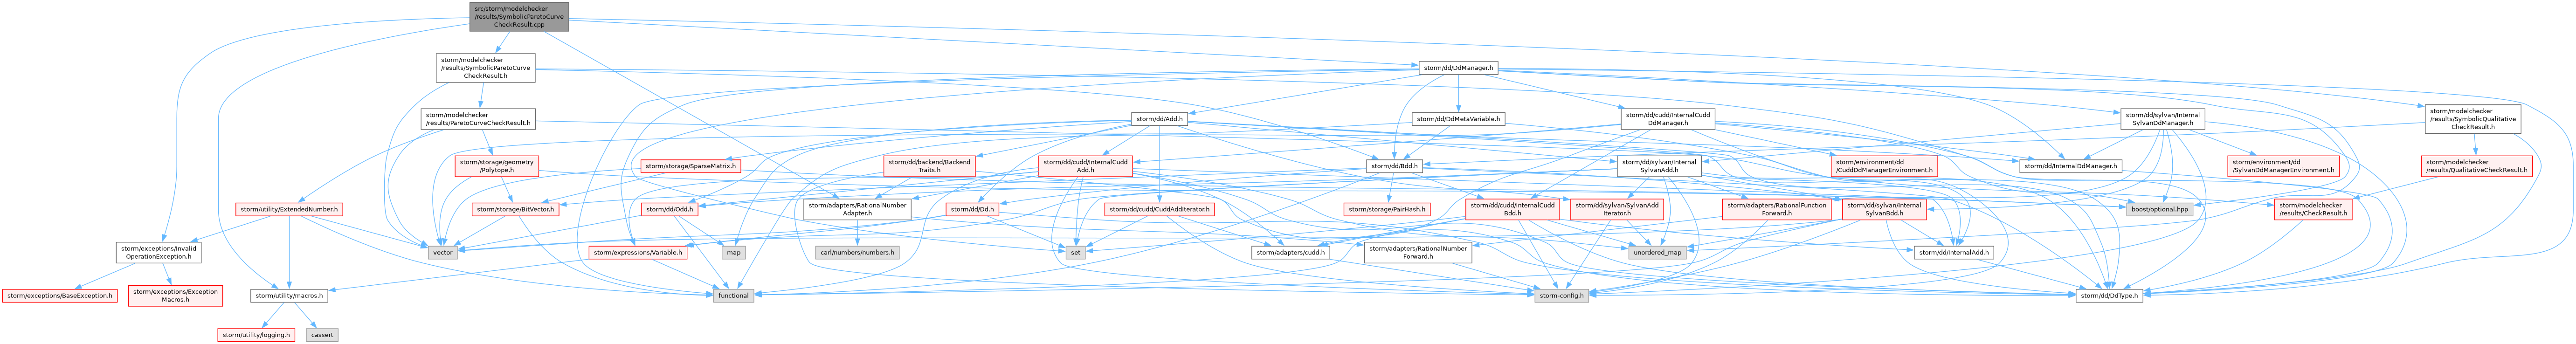 src/storm/modelchecker
/results/SymbolicParetoCurve
CheckResult.cpp
storm/modelchecker
/results/SymbolicParetoCurve
CheckResult.h
storm/dd/DdManager.h
storm/modelchecker
/results/ParetoCurveCheckResult.h
storm/dd/Add.h
storm/dd/DdMetaVariable.h
storm/dd/cudd/InternalCudd
DdManager.h
storm/dd/sylvan/Internal
SylvanDdManager.h
storm/modelchecker
/results/SymbolicQualitative
CheckResult.h
storm/storage/geometry
/Polytope.h
storm/storage/SparseMatrix.h
storm/dd/backend/Backend
Traits.h
storm/dd/cudd/InternalCudd
Add.h
storm/dd/Bdd.h
storm/dd/sylvan/Internal
SylvanAdd.h
storm/environment/dd
/CuddDdManagerEnvironment.h
storm/dd/InternalDdManager.h
storm/environment/dd
/SylvanDdManagerEnvironment.h
storm/modelchecker
/results/QualitativeCheckResult.h
storm/utility/ExtendedNumber.h
storm/storage/BitVector.h
storm/dd/Odd.h
storm/adapters/RationalNumber
Adapter.h
storm/dd/Dd.h
storm/dd/cudd/CuddAddIterator.h
storm/storage/PairHash.h
storm/dd/cudd/InternalCudd
Bdd.h
storm/dd/sylvan/SylvanAdd
Iterator.h
storm/adapters/RationalFunction
Forward.h
storm/dd/sylvan/Internal
SylvanBdd.h
boost/optional.hpp
storm/modelchecker
/results/CheckResult.h
storm/exceptions/Invalid
OperationException.h
vector
storm/expressions/Variable.h
map
carl/numbers/numbers.h
set
storm/adapters/cudd.h
storm/adapters/RationalNumber
Forward.h
unordered_map
storm/dd/InternalAdd.h
storm/exceptions/BaseException.h
storm/exceptions/Exception
Macros.h
storm/utility/macros.h
functional
storm-config.h
storm/dd/DdType.h
storm/utility/logging.h
cassert